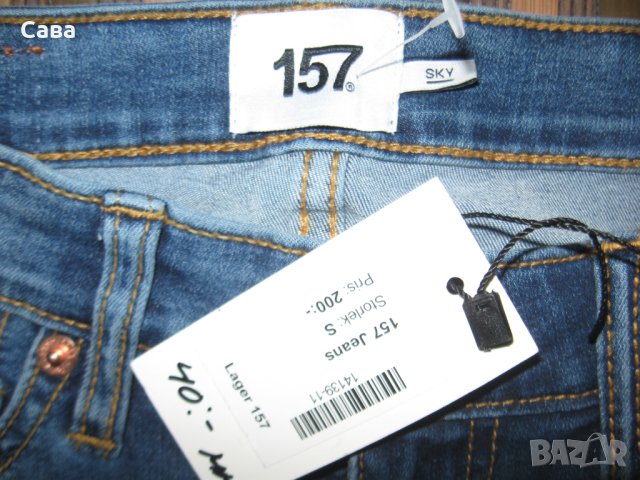 Сава
157
®
SKY
157 Jeans
Storlek: S
Pris: 200:-
14139-11
Lager 157
40:-
BAZAR